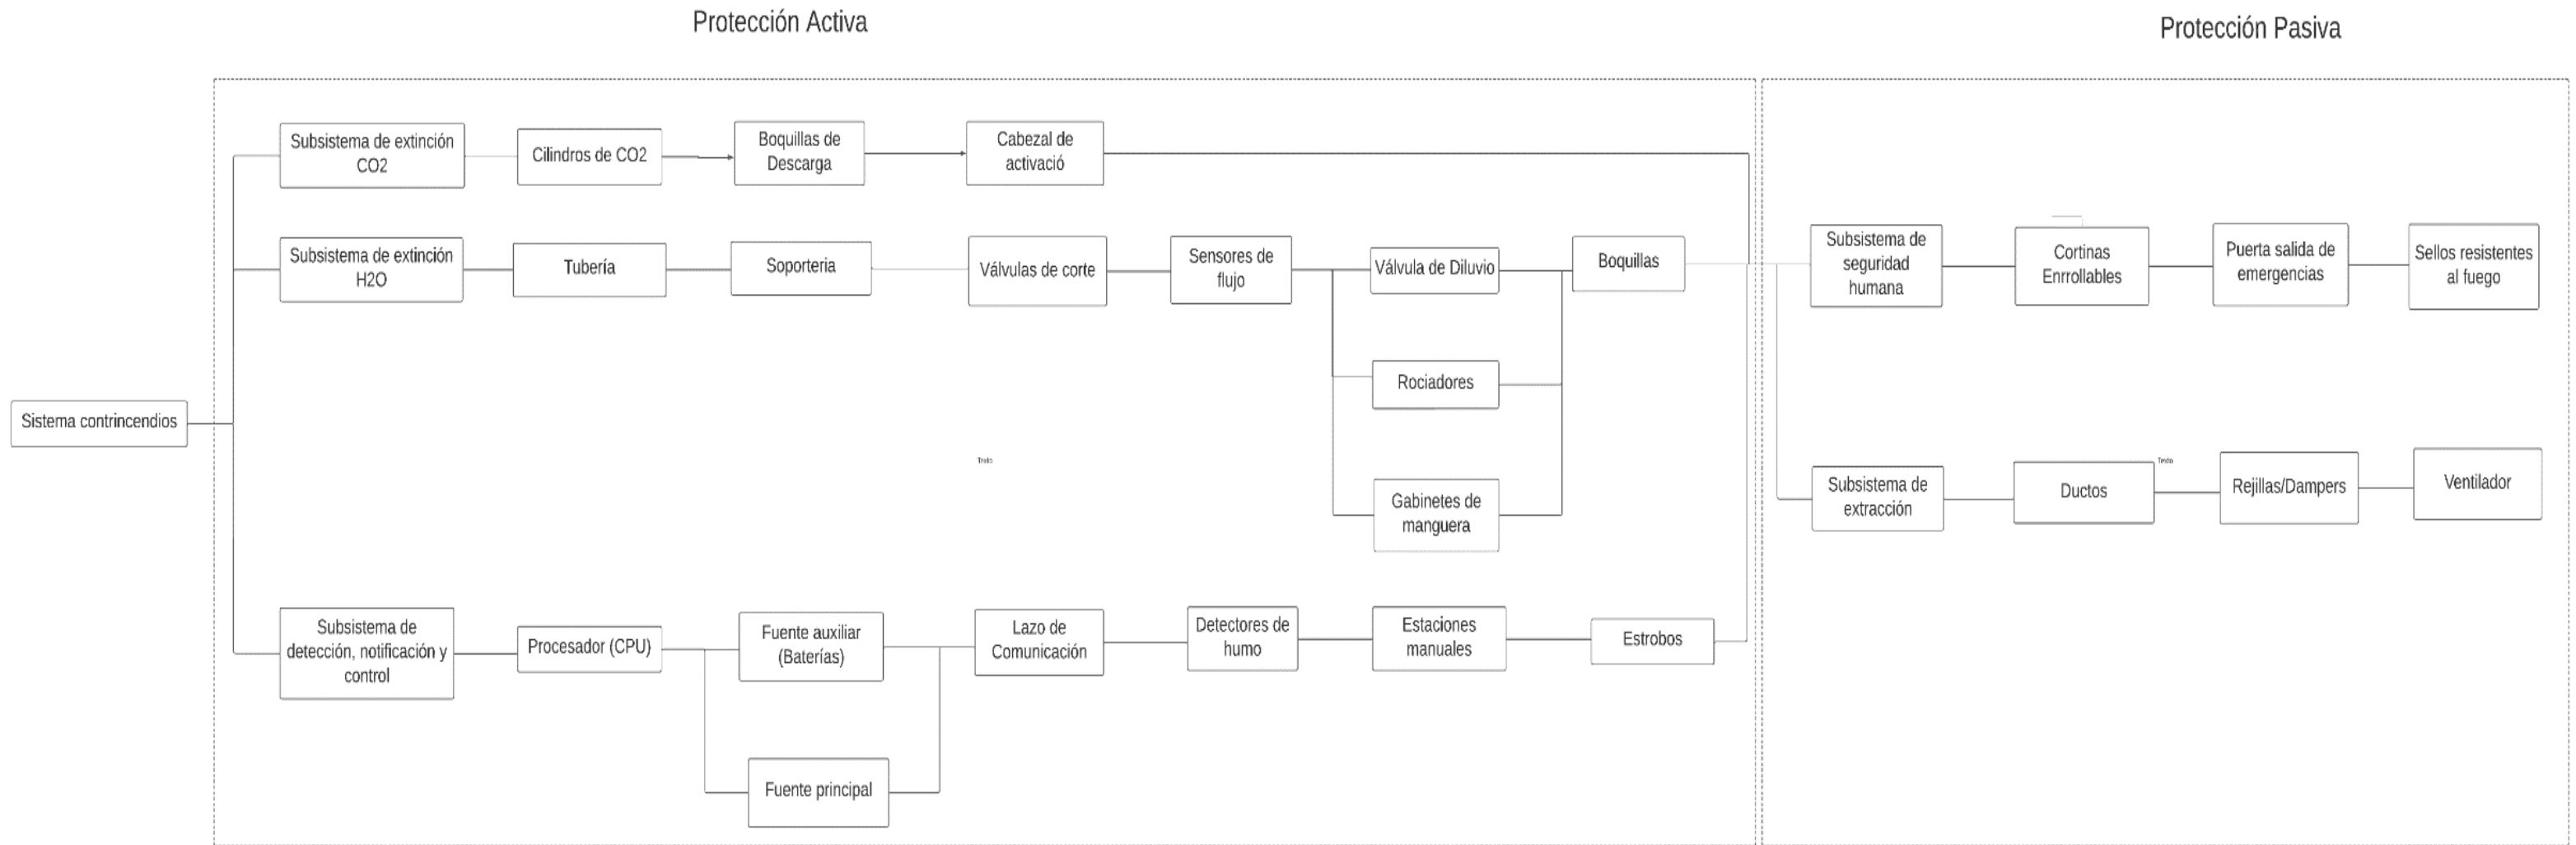 Protección Activa
Protección Pasiva
Subsistema de extinción
CO2
Cilindros de CO2
Boquillas de
Descarga
Cabezal de
activació
Subsistema de extinción
H2O
Tubería
Soporteria
Válvulas de corte
Sensores de
flujo
Válvula de Diluvio
Boquillas
Rociadores
Gabinetes de
manguera
Sistema contrincendios
Texto
Subsistema de
detección, notificación y
control
Procesador (CPU)
Fuente auxiliar
(Baterías)
Fuente principal
Lazo de
Comunicación
Detectores de
humo
Estaciones
manuales
Estrobos
Subsistema de
seguridad
humana
Cortinas
Enrrollables
Puerta salida de
emergencias
Sellos resistentes
al fuego
Subsistema de
extracción
Ductos
Texto
Rejillas/Dampers
Ventilador